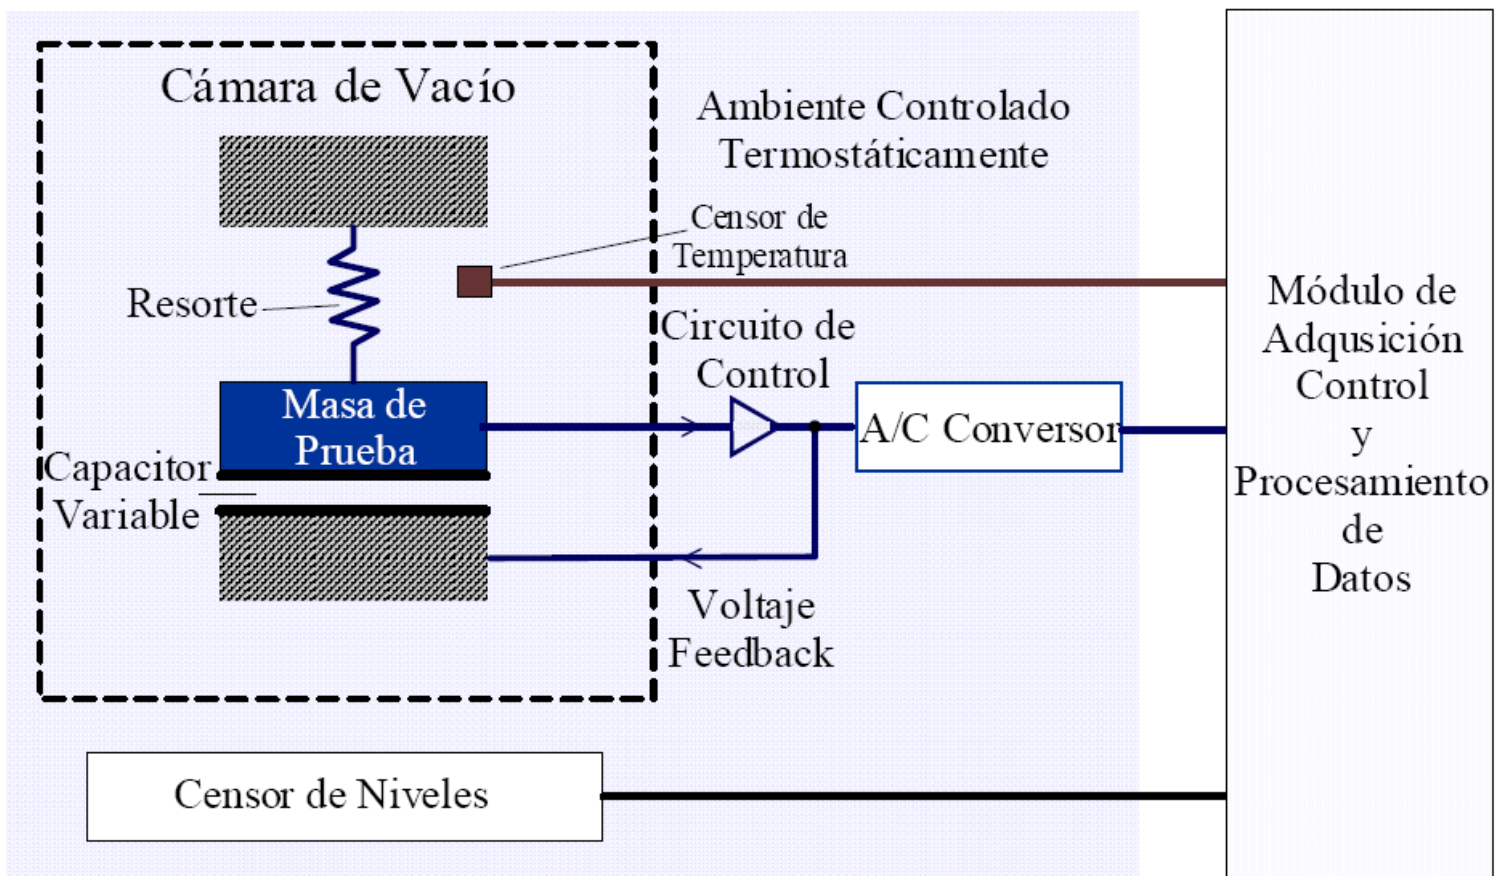 Cámara de Vacío
Ambiente Controlado
Termostáticamente
Censor de
Temperatura
Resorte
Circuito de
Control
Masa de
Prueba
A/C Conversor
Capacitor
Variable
Voltaje
Feedback
Censor de Niveles
Módulo de
Adqusición
Control
y
Procesamiento
de
Datos